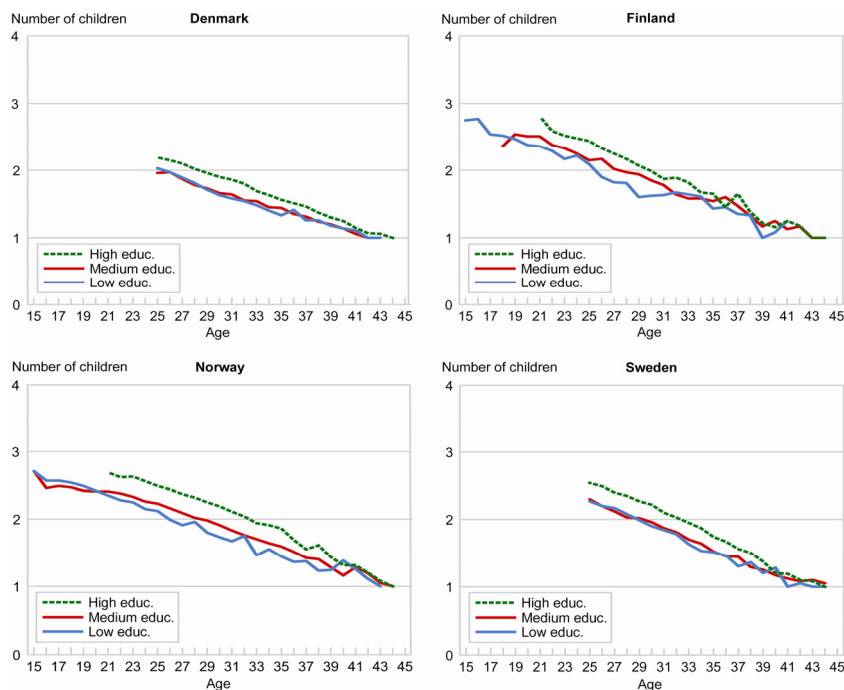 Number of children Denmark
4
3
2
1
0
High educ.
Medium educ.
Low educ.
15 17 19 21 23 25 27 29 31 33 35 37 39 41 43 45
Age
Number of children Finland
4
3
2
1
0
High educ.
Medium educ.
Low educ.
15 17 19 21 23 25 27 29 31 33 35 37 39 41 43 45
Age
Number of children Norway
4
3
2
1
0
High educ.
Medium educ.
Low educ.
15 17 19 21 23 25 27 29 31 33 35 37 39 41 43 45
Age
Number of children Sweden
4
3
2
1
0
High educ.
Medium educ.
Low educ.
15 17 19 21 23 25 27 29 31 33 35 37 39 41 43 45
Age